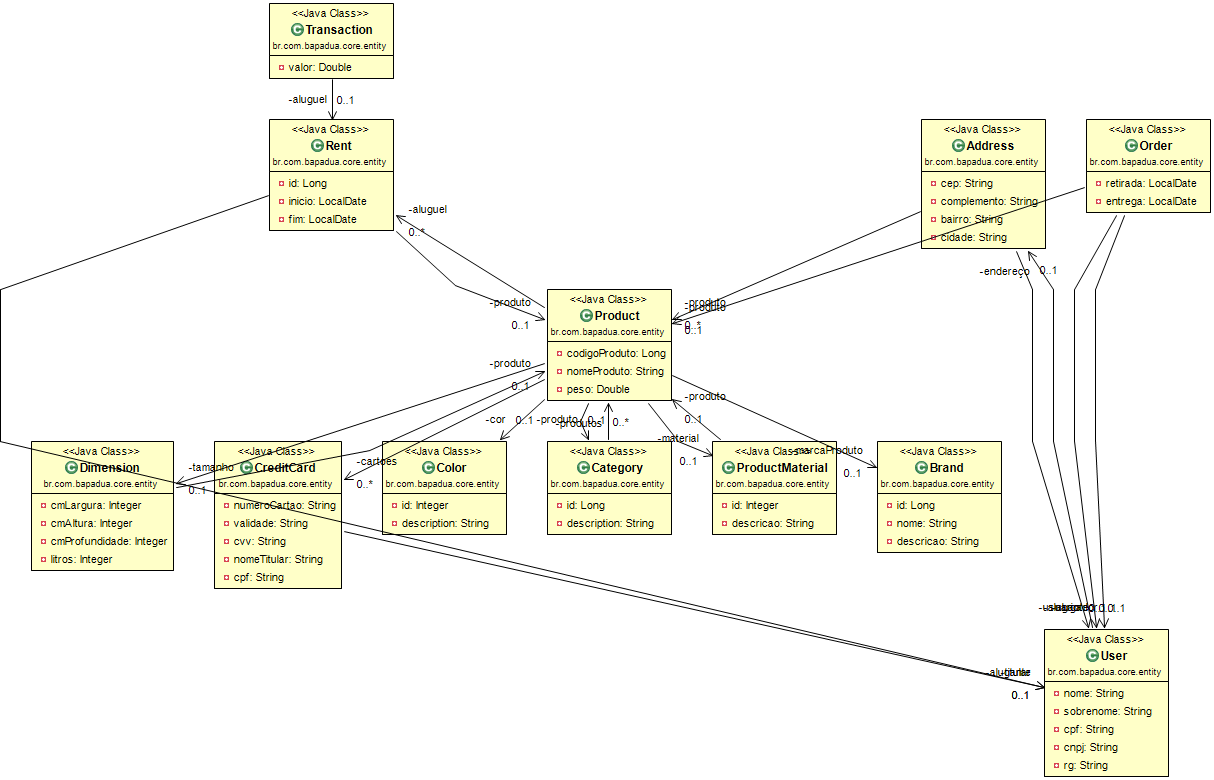 <<Java Class>>
Transaction
br.com.bapadua.core.entity
valor: Double
-aluguel 0..1
<<Java Class>>
Rent
br.com.bapadua.core.entity
id: Long
inicio: LocalDate
fim: LocalDate
<<Java Class>>
Address
br.com.bapadua.core.entity
cep: String
complemento: String
bairro: String
cidade: String
<<Java Class>>
Order
br.com.bapadua.core.entity
retirada: LocalDate
entrega: LocalDate
-aluguel
0..*
-endereço 0..1
-produto
0..1
<<Java Class>>
Product
br.com.bapadua.core.entity
codigoProduto: Long
nomeProduto: String
peso: Double
-produto
-produto
0..*
0..1
-produto
0..1
-cor 0..1
-produto 0..1
-produtos 0..*
-produto
0..1
-material
0..1
-marcaProduto
0..1
-tamanho
0..1
-cartoes
0..*
<<Java Class>>
Dimension
br.com.bapadua.core.entity
cmLargura: Integer
cmAltura: Integer
cmProfundidade: Integer
litros: Integer
<<Java Class>>
CreditCard
br.com.bapadua.core.entity
numeroCartao: String
validade: String
cvv: String
nomeTitular: String
cpf: String
<<Java Class>>
Color
br.com.bapadua.core.entity
id: Integer
description: String
<<Java Class>>
Category
br.com.bapadua.core.entity
id: Long
description: String
<<Java Class>>
ProductMaterial
br.com.bapadua.core.entity
id: Integer
descricao: String
<<Java Class>>
Brand
br.com.bapadua.core.entity
id: Long
nome: String
descricao: String
0..1
<<Java Class>>
User
br.com.bapadua.core.entity
nome: String
sobrenome: String
cpf: String
cnpj: String
rg: String